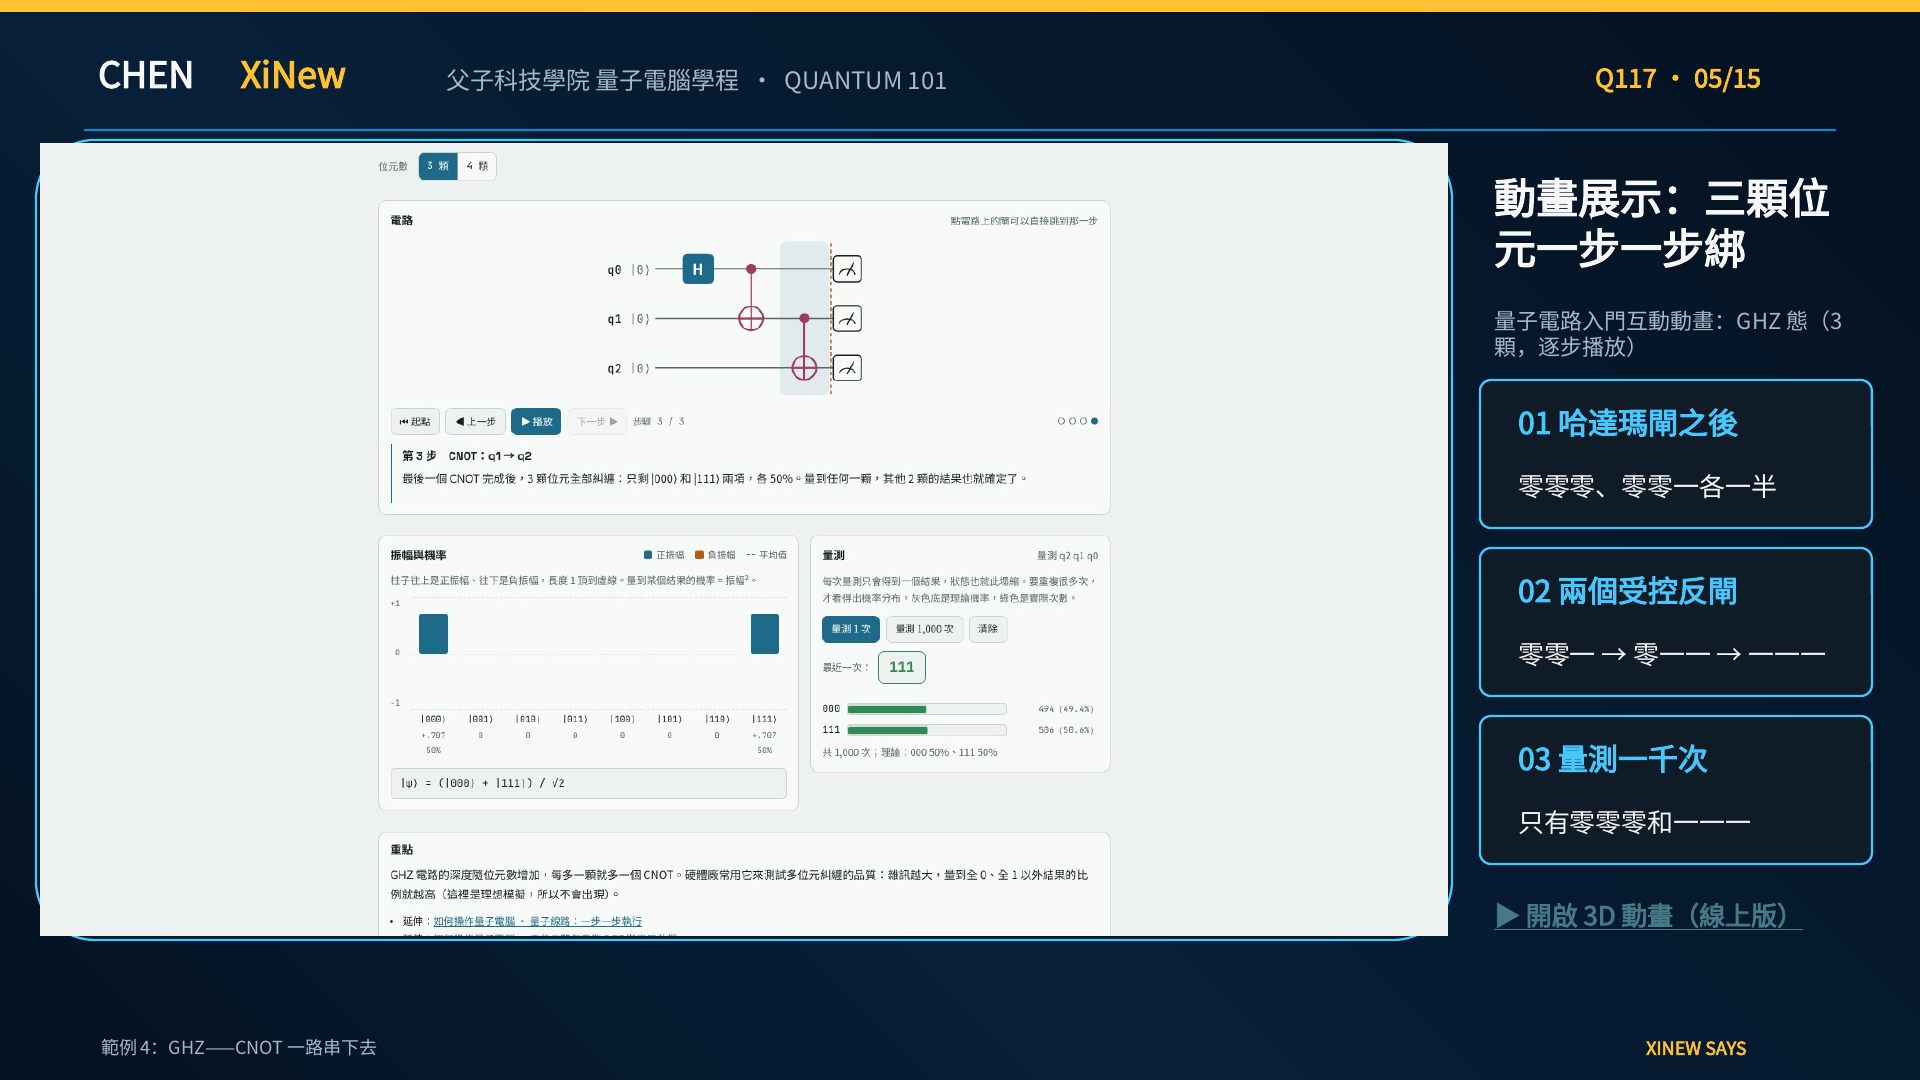 CHEN XiNew 父子科技學院 量子電腦學程 · QUANTUM 101 Q117 · 05/15
位元數 3 顆 4 顆
電路 點電路上的閘可以直接跳到那一步
q0 |0⟩ H
q1 |0⟩
q2 |0⟩
⏮ 起點 ◀ 上一步 ▶ 播放 下一步 ▶ 步驟 3 / 3
第 3 步 CNOT：q1 → q2
最後一個 CNOT 完成後，3 顆位元全部糾纏：只剩 |000⟩ 和 |111⟩ 兩項，各 50%。量到任何一顆，其他 2 顆的結果也就確定了。
振幅與機率 正振幅 負振幅 -- 平均值
柱子往上是正振幅、往下是負振幅，長度 1 頂到虛線。量到某個結果的機率 = 振幅²。
+1
0
-1
|000⟩ |001⟩ |010⟩ |011⟩ |100⟩ |101⟩ |110⟩ |111⟩
+.707 0 0 0 0 0 0 +.707
50% 50%
|ψ⟩ = (|000⟩ + |111⟩) / √2
量測 量測 q2 q1 q0
每次量測只會得到一個結果，狀態也就此塌縮。要重複很多次，
才看得出機率分布。灰色底是理論機率，綠色是實際次數。
量測 1 次 量測 1,000 次 清除
最近一次： 111
000 494 (49.4%)
111 506 (50.6%)
共 1,000 次；理論：000 50%、111 50%
重點
GHZ 電路的深度隨位元數增加，每多一顆就多一個 CNOT。硬體廠常用它來測試多位元糾纏的品質：雜訊越大，量到全 0、全 1 以外結果的比
例就越高（這裡是理想模擬，所以不會出現）。
• 延伸：如何操作量子電腦 · 量子線路：一步一步執行
動畫展示：三顆位
元一步一步綁
量子電路入門互動動畫：GHZ 態（3
顆，逐步播放）
01 哈達瑪閘之後
零零零、零零一各一半
02 兩個受控反閘
零零一 → 零一一 → 一一一
03 量測一千次
只有零零零和一一一
▶ 開啟 3D 動畫（線上版）
範例 4：GHZ——CNOT 一路串下去
XINEW SAYS